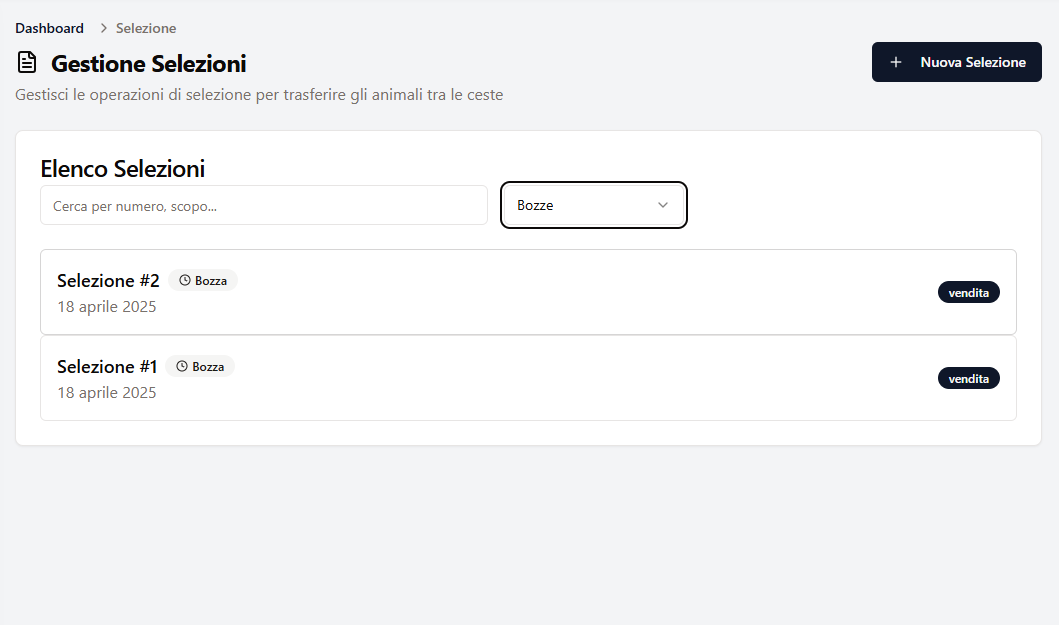 Dashboard > Selezione
Gestione Selezioni
+ Nuova Selezione
Gestisci le operazioni di selezione per trasferire gli animali tra le ceste
Elenco Selezioni
Cerca per numero, scopo...
Bozze
Selezione #2 Bozza
18 aprile 2025
vendita
Selezione #1 Bozza
18 aprile 2025
vendita